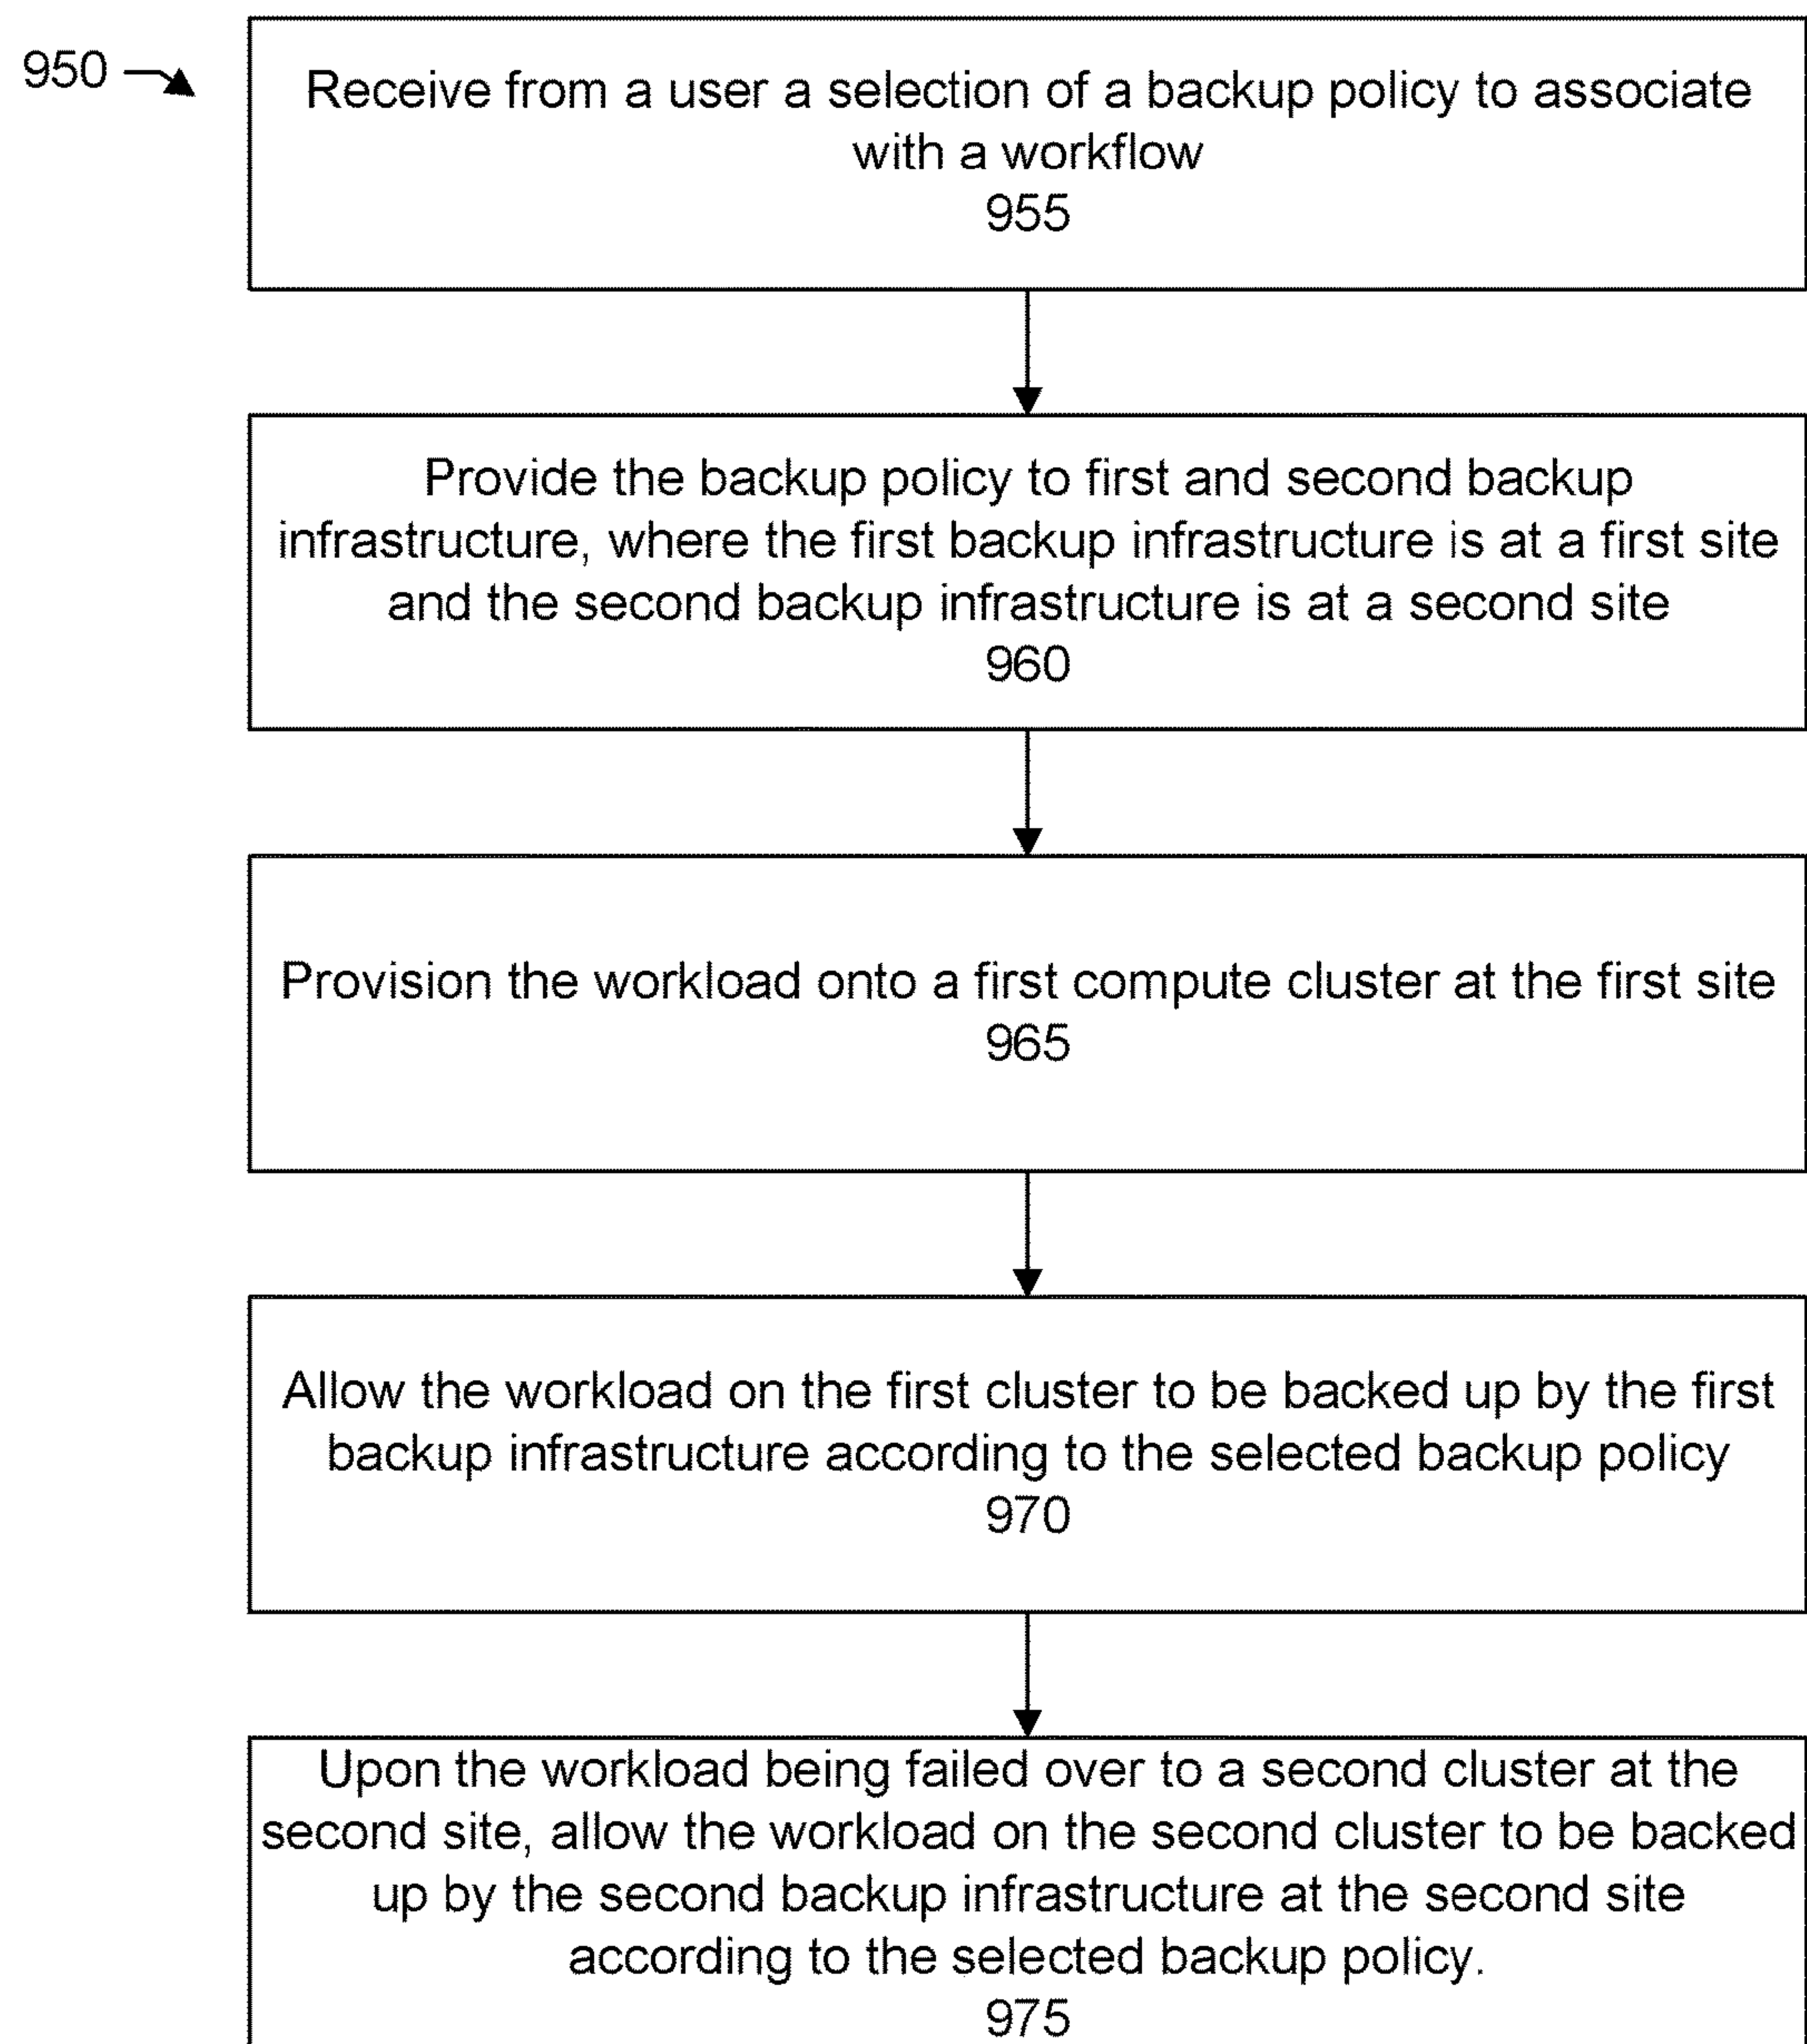 950
Receive from a user a selection of a backup policy to associate
with a workflow
955
Provide the backup policy to first and second backup
infrastructure, where the first backup infrastructure is at a first site
and the second backup infrastructure is at a second site
960
Provision the workload onto a first compute cluster at the first site
965
Allow the workload on the first cluster to be backed up by the first
backup infrastructure according to the selected backup policy
970
Upon the workload being failed over to a second cluster at the
second site, allow the workload on the second cluster to be backed
up by the second backup infrastructure at the second site
according to the selected backup policy.
975